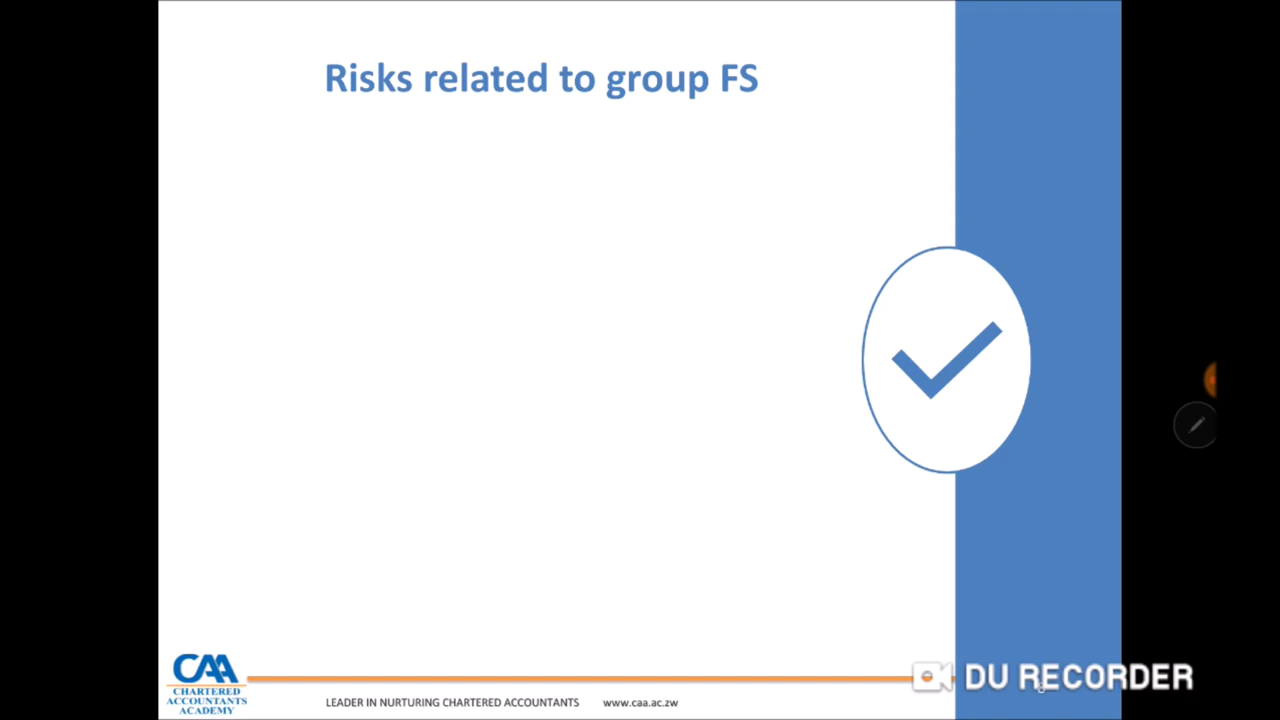 Risks related to group FS
CAA
CHARTERED
ACCOUNTANTS
ACADEMY
LEADER IN NURTURING CHARTERED ACCOUNTANTS www.caa.ac.zw
DU RECORDER